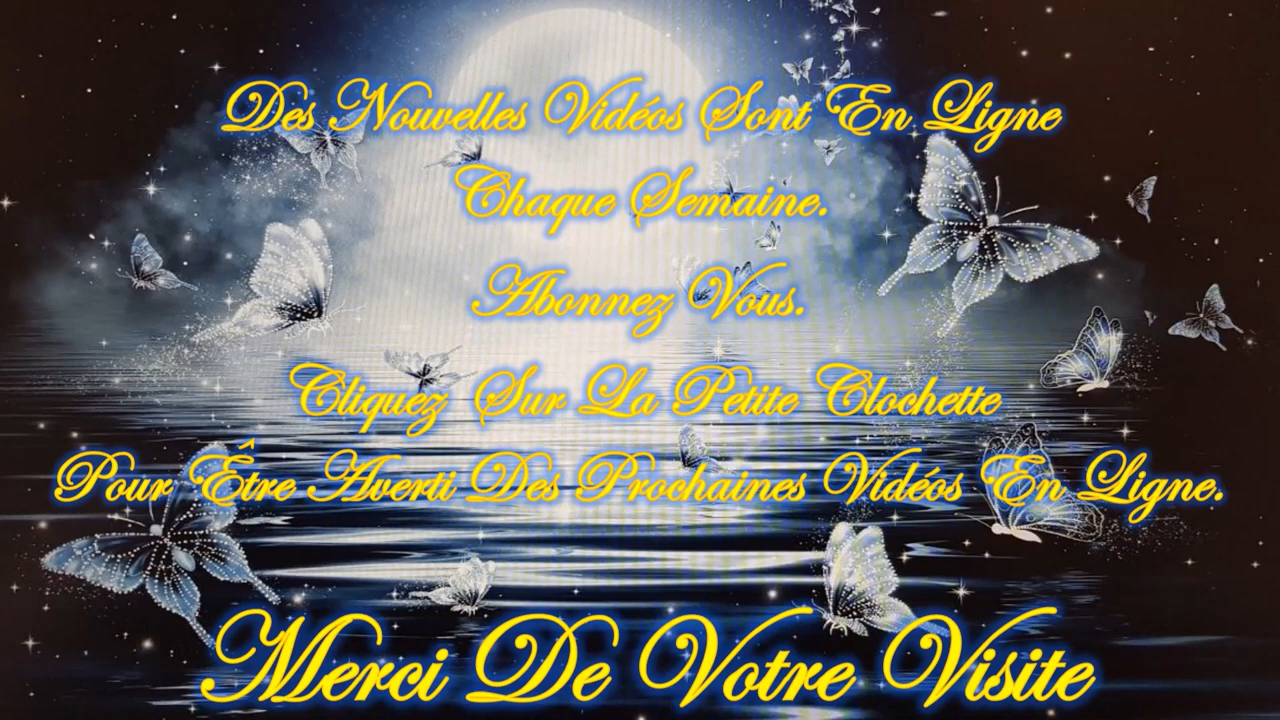 Des Nouvelles Vidéos Sont En Ligne
Chaque Semaine.
Abonnez Vous.
Cliquez Sur La Petite Clochette
Pour Être Averti Des Prochaines Vidéos En Ligne.
Merci De Votre Visite